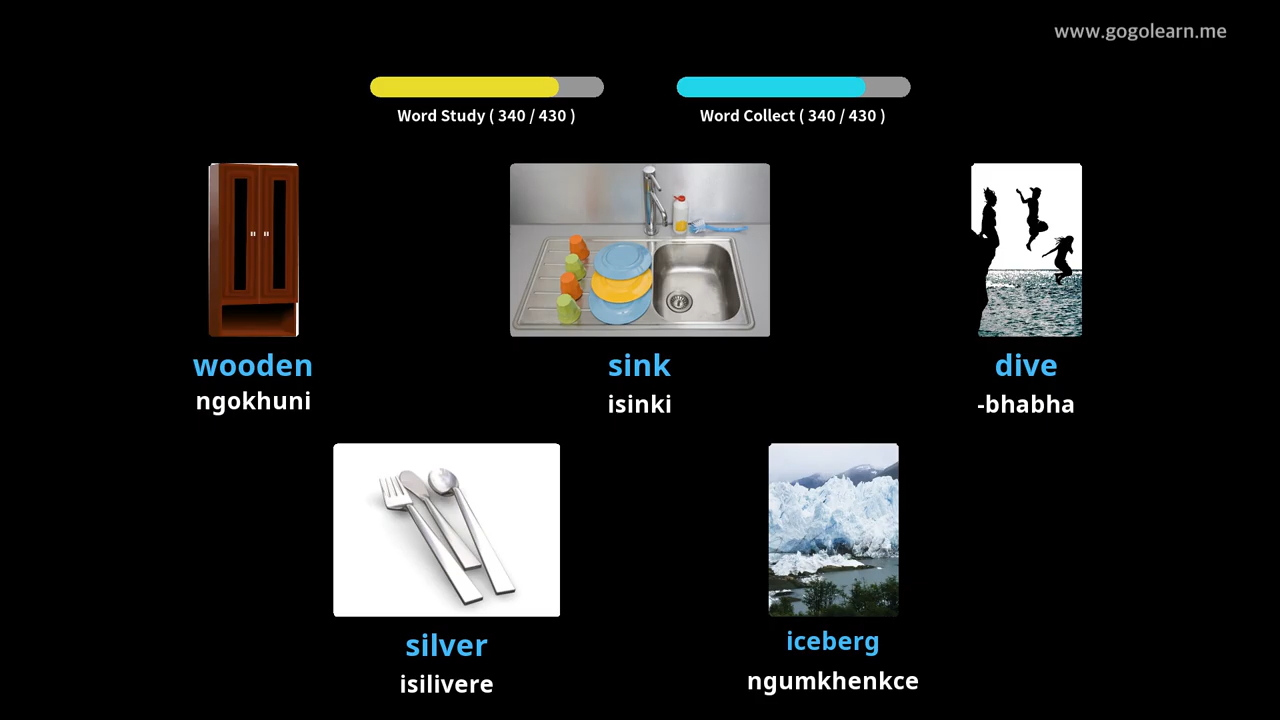 www.gogolearn.me
Word Study ( 340 / 430 )
Word Collect ( 340 / 430 )
wooden
ngokhuni
sink
isinki
dive
-bhabha
silver
isilivere
iceberg
ngumkhenkce